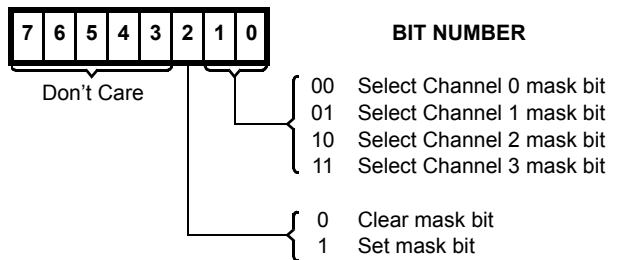 7 6 5 4 3 2 1 0 BIT NUMBER
Don't Care
00 Select Channel 0 mask bit
01 Select Channel 1 mask bit
10 Select Channel 2 mask bit
11 Select Channel 3 mask bit
0 Clear mask bit
1 Set mask bit